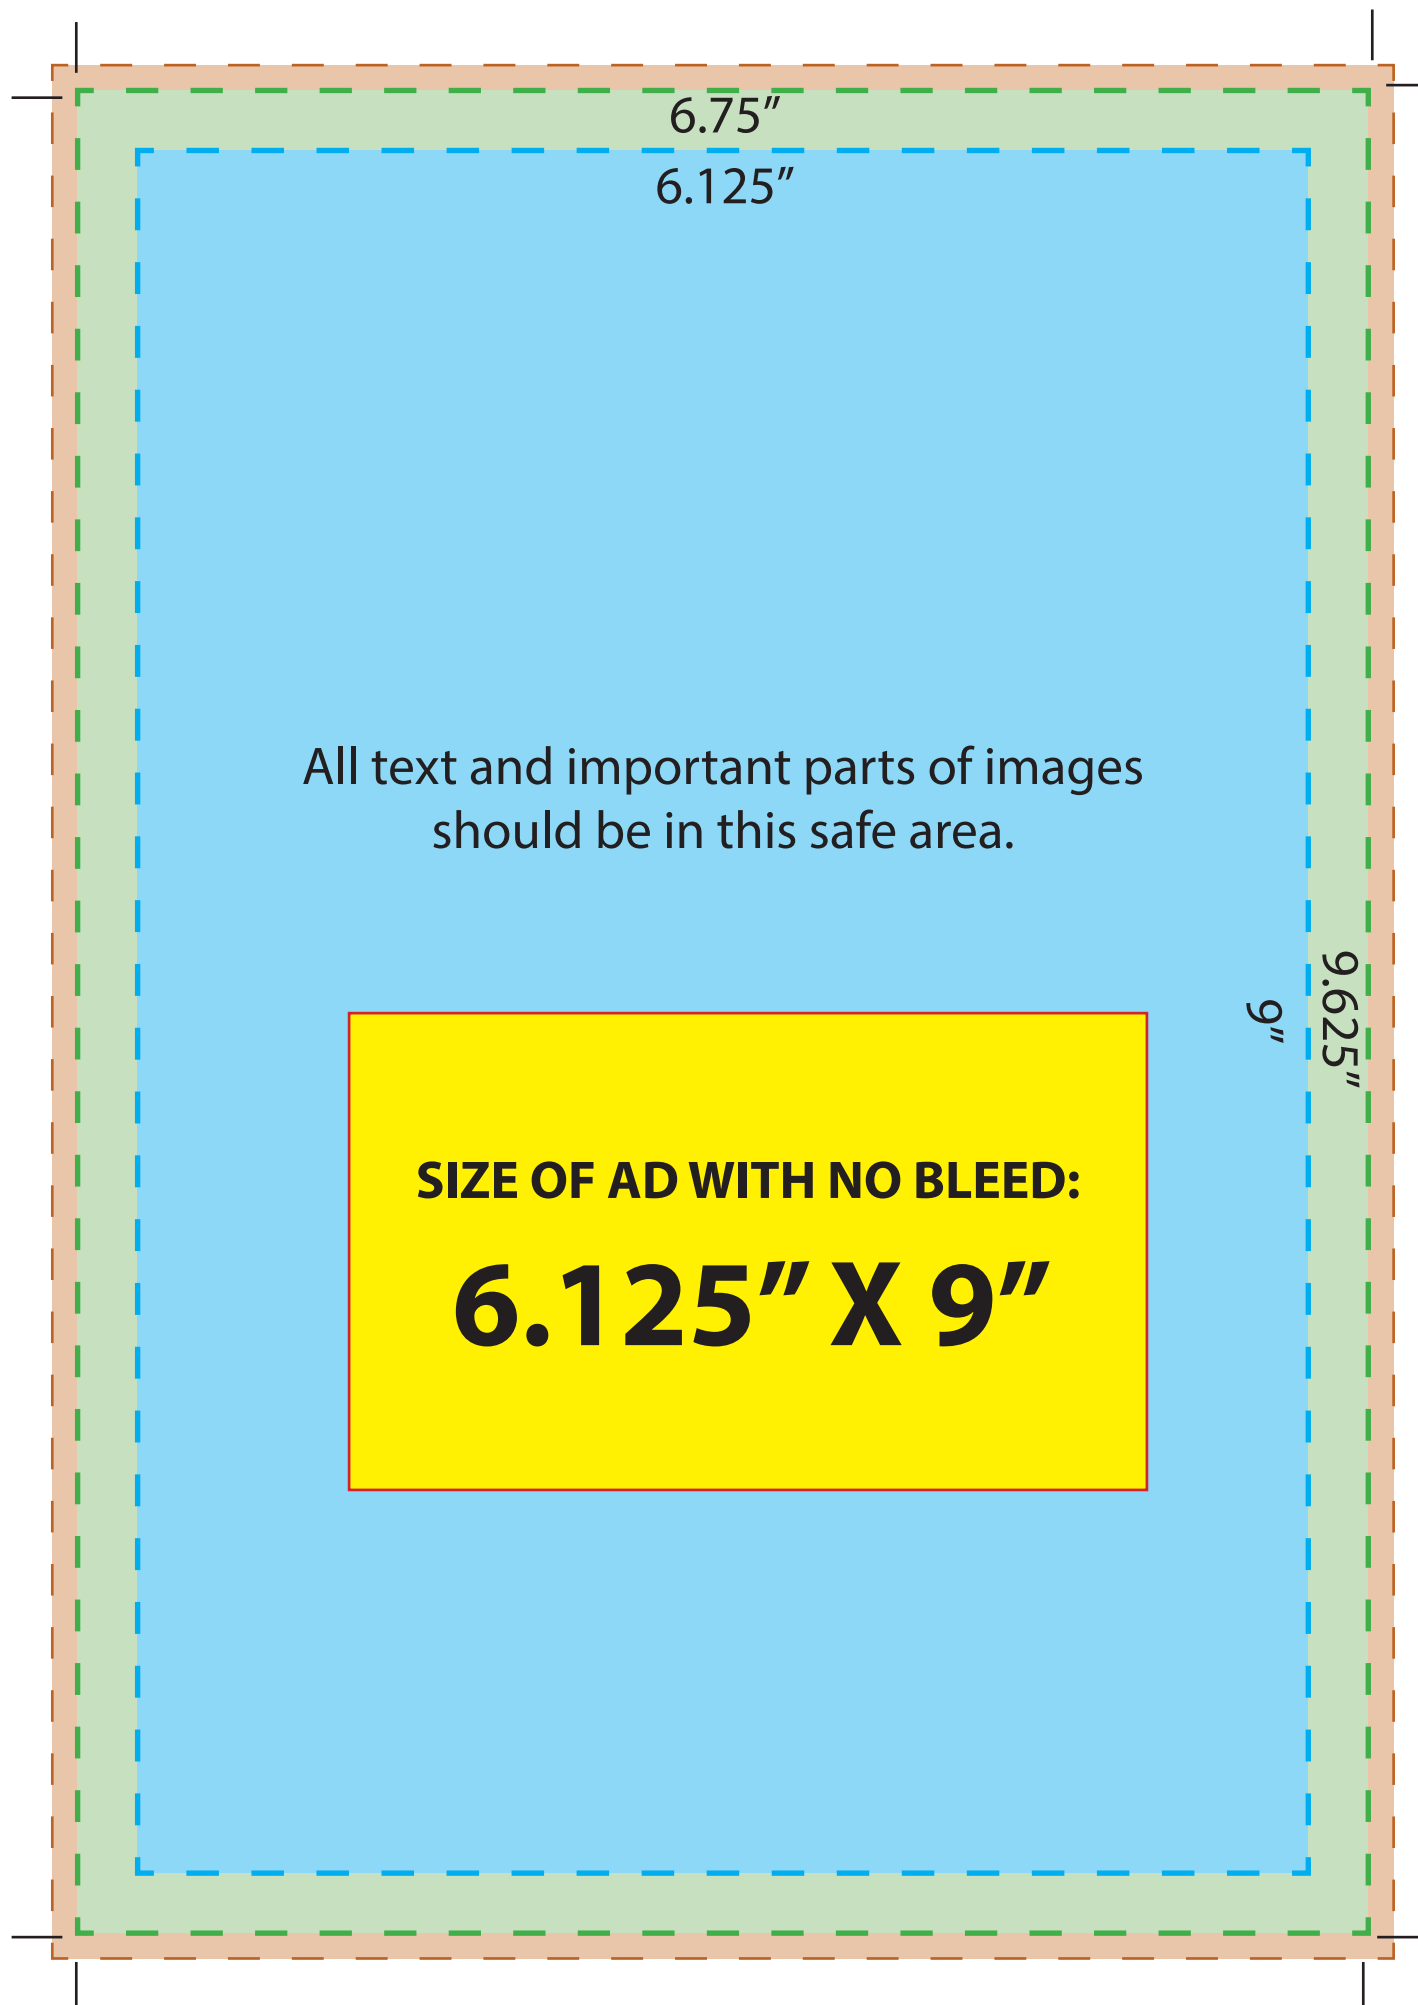 6.75″
6.125″
All text and important parts of images
should be in this safe area.
9.625″
9″
SIZE OF AD WITH NO BLEED:
6.125″ X 9″